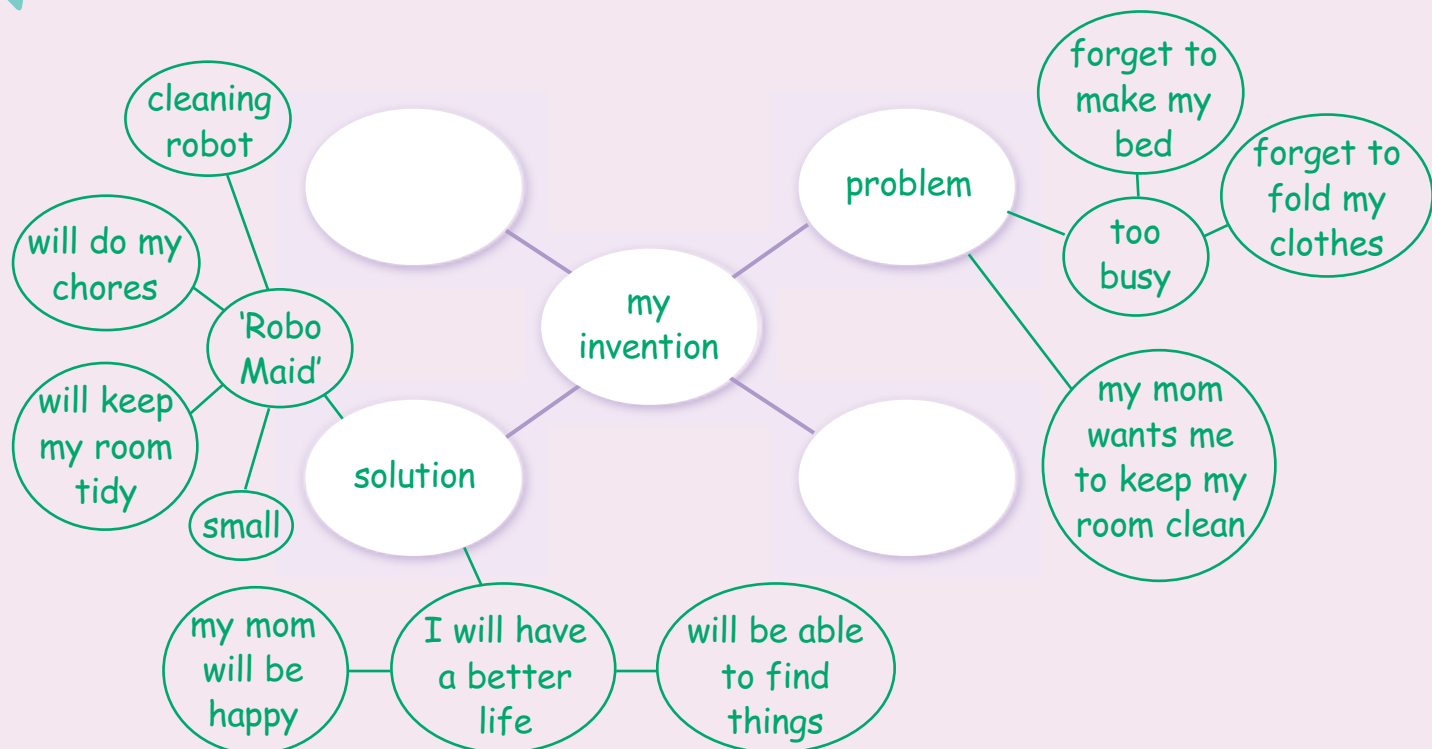 cleaning
robot
will do my
chores
'Robo
Maid'
will keep
my room
tidy
small
solution
my mom
will be
happy
I will have
a better
life
will be able
to find
things
my
invention
problem
forget to
make my
bed
forget to
fold my
clothes
too
busy
my mom
wants me
to keep my
room clean